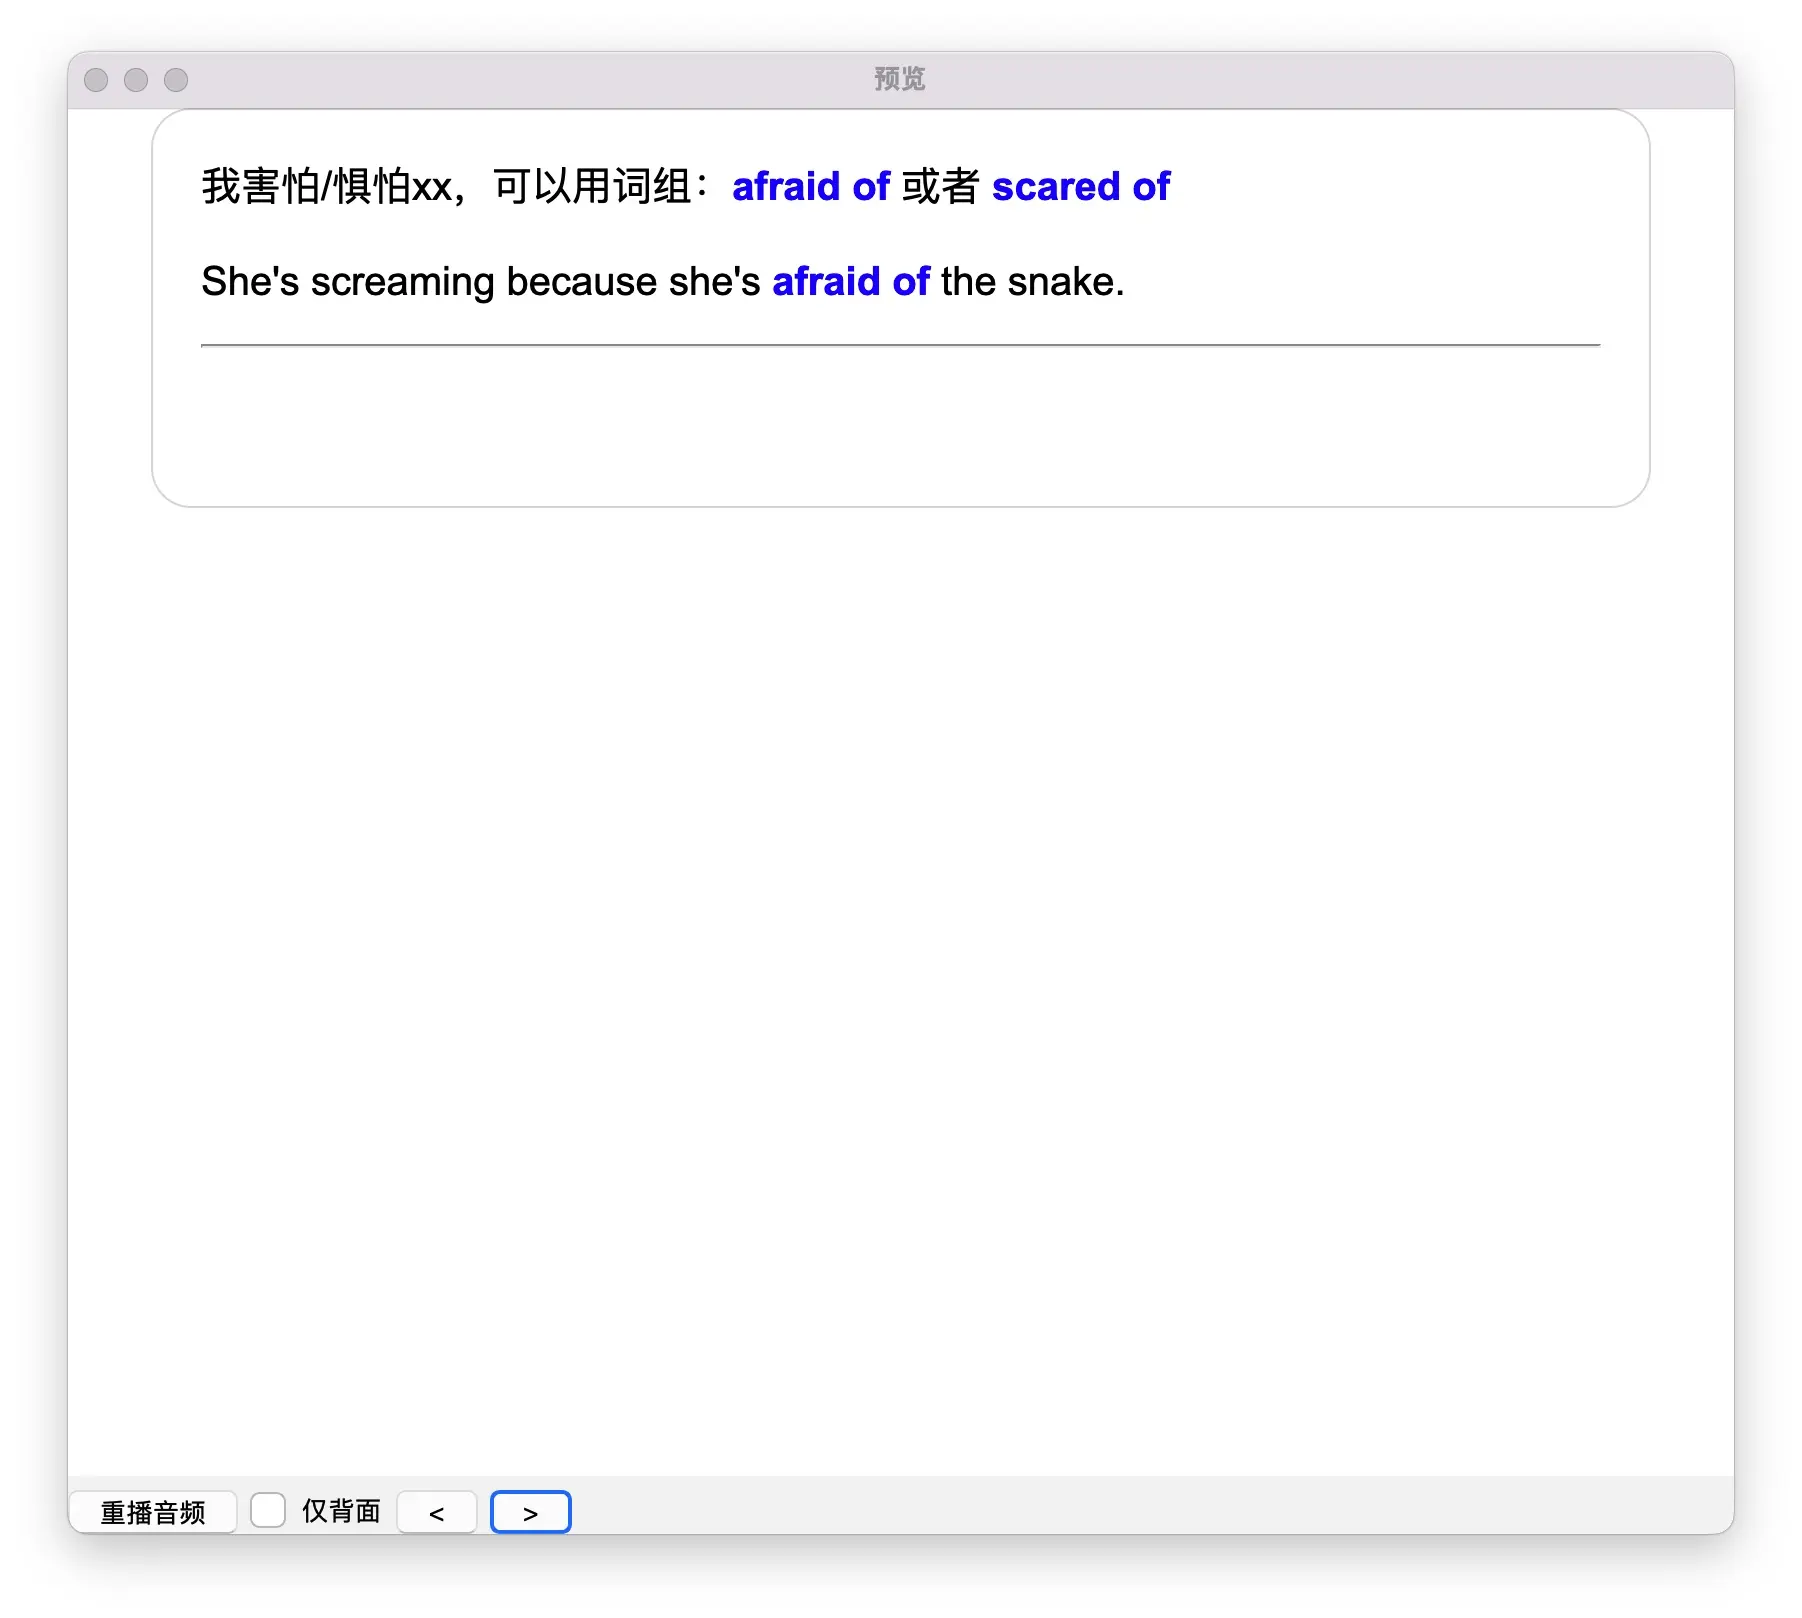 预览
我害怕/惧怕xx，可以用词组：afraid of 或者 scared of
She's screaming because she's afraid of the snake.
重播音频 仅背面 < >